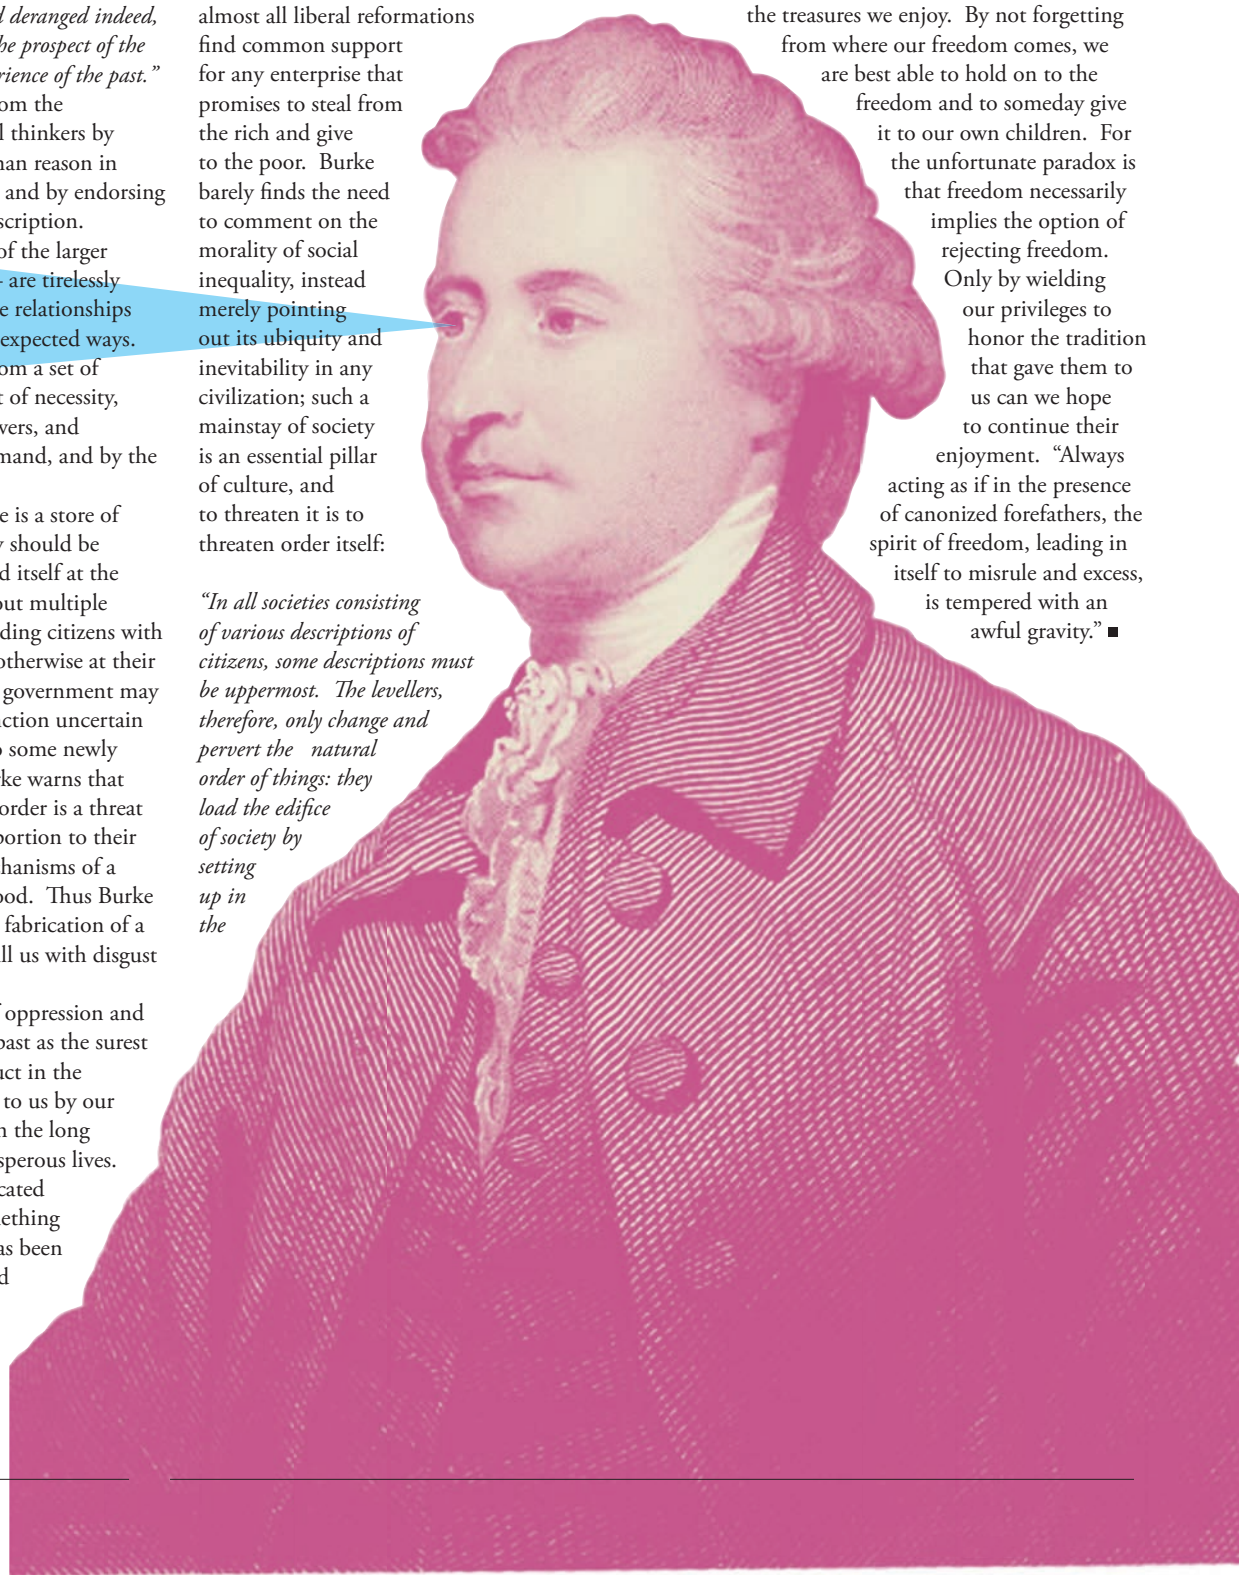 l deranged indeed,
he prospect of the
rience of the past.”
om the
l thinkers by
nan reason in
and by endorsing
scription.
of the larger
– are tirelessly
e relationships
expected ways.
om a set of
t of necessity,
wers, and
mand, and by the
e is a store of
y should be
d itself at the
out multiple
ding citizens with
otherwise at their
government may
nction uncertain
o some newly
rke warns that
order is a threat
portion to their
chanisms of a
ood.  Thus Burke
fabrication of a
ill us with disgust
f oppression and
past as the surest
uct in the
to us by our
n the long
sperous lives.
cated
nething
as been
d
almost all liberal reformations
find common support
for any enterprise that
promises to steal from
the rich and give
to the poor.  Burke
barely finds the need
to comment on the
morality of social
inequality, instead
merely pointing
out its ubiquity and
inevitability in any
civilization; such a
mainstay of society
is an essential pillar
of culture, and
to threaten it is to
threaten order itself:
“In all societies consisting
of various descriptions of
citizens, some descriptions must
be uppermost.  The levellers,
therefore, only change and
pervert the natural
order of things: they
load the edifice
of society by
setting
up in
the
the treasures we enjoy.  By not forgetting
from where our freedom comes, we
are best able to hold on to the
freedom and to someday give
it to our own children.  For
the unfortunate paradox is
that freedom necessarily
implies the option of
rejecting freedom.
Only by wielding
our privileges to
honor the tradition
that gave them to
us can we hope
to continue their
enjoyment.  “Always
acting as if in the presence
of canonized forefathers, the
spirit of freedom, leading in
itself to misrule and excess,
is tempered with an
awful gravity.” ■